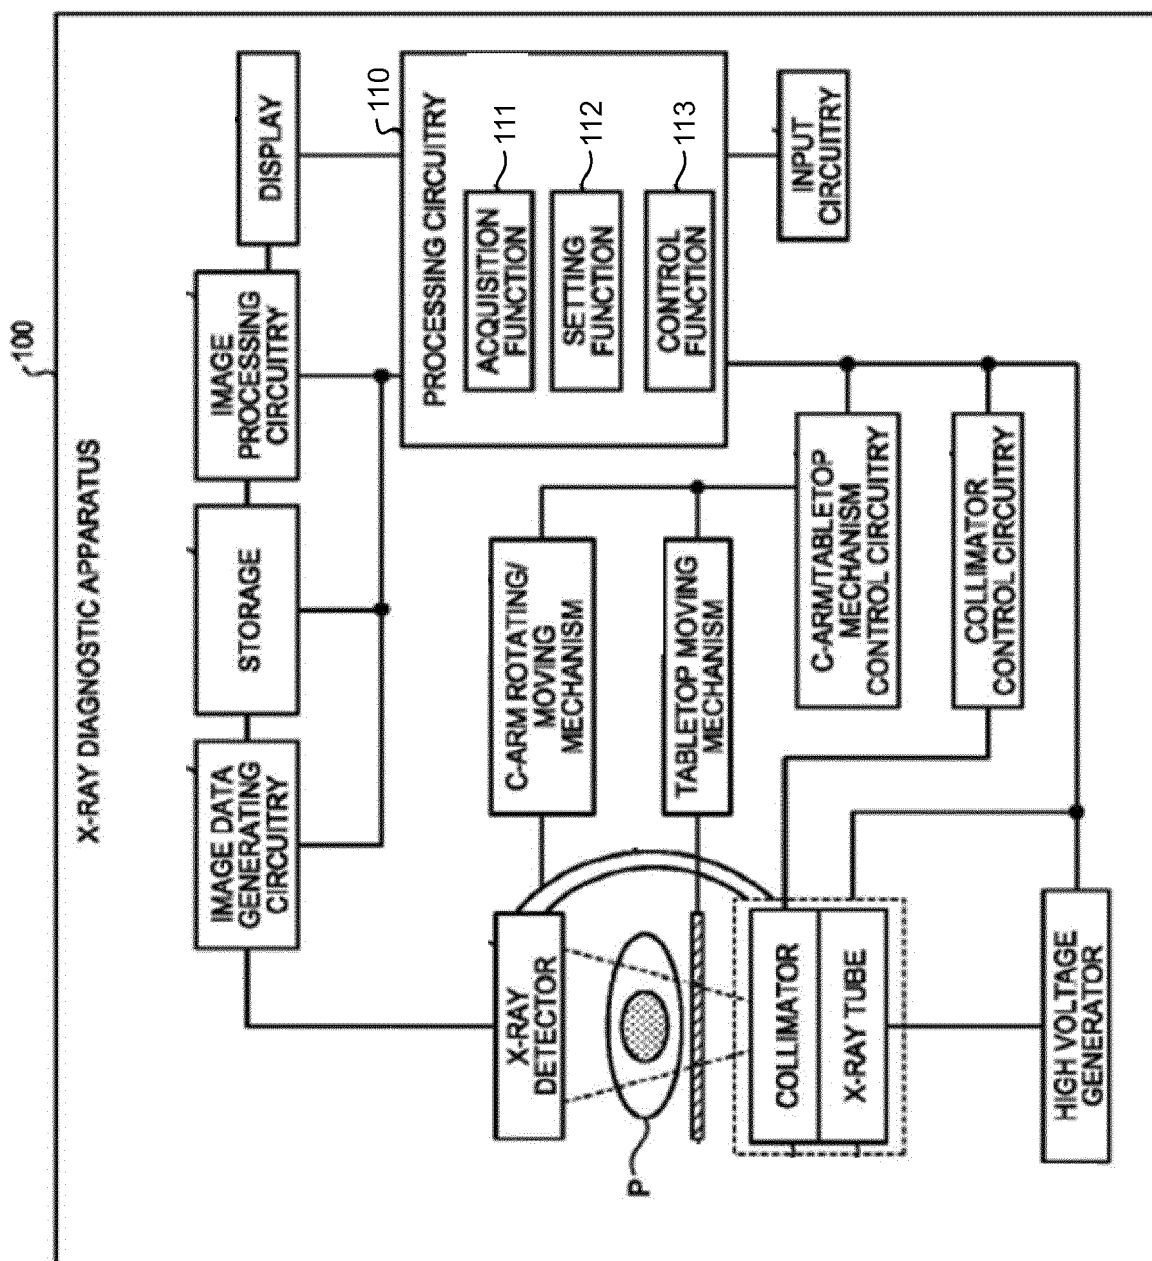 100
X-RAY DIAGNOSTIC APPARATUS
IMAGE DATA
GENERATING
CIRCUITRY
STORAGE
IMAGE
PROCESSING
CIRCUITRY
DISPLAY
110
PROCESSING CIRCUITRY
ACQUISITION
FUNCTION
111
SETTING
FUNCTION
112
CONTROL
FUNCTION
113
INPUT
CIRCUITRY
X-RAY
DETECTOR
C-ARM ROTATING/
MOVING
MECHANISM
P
TABLETOP MOVING
MECHANISM
C-ARM/TABLETOP
MECHANISM
CONTROL CIRCUITRY
COLLIMATOR
X-RAY TUBE
COLLIMATOR
CONTROL CIRCUITRY
HIGH VOLTAGE
GENERATOR